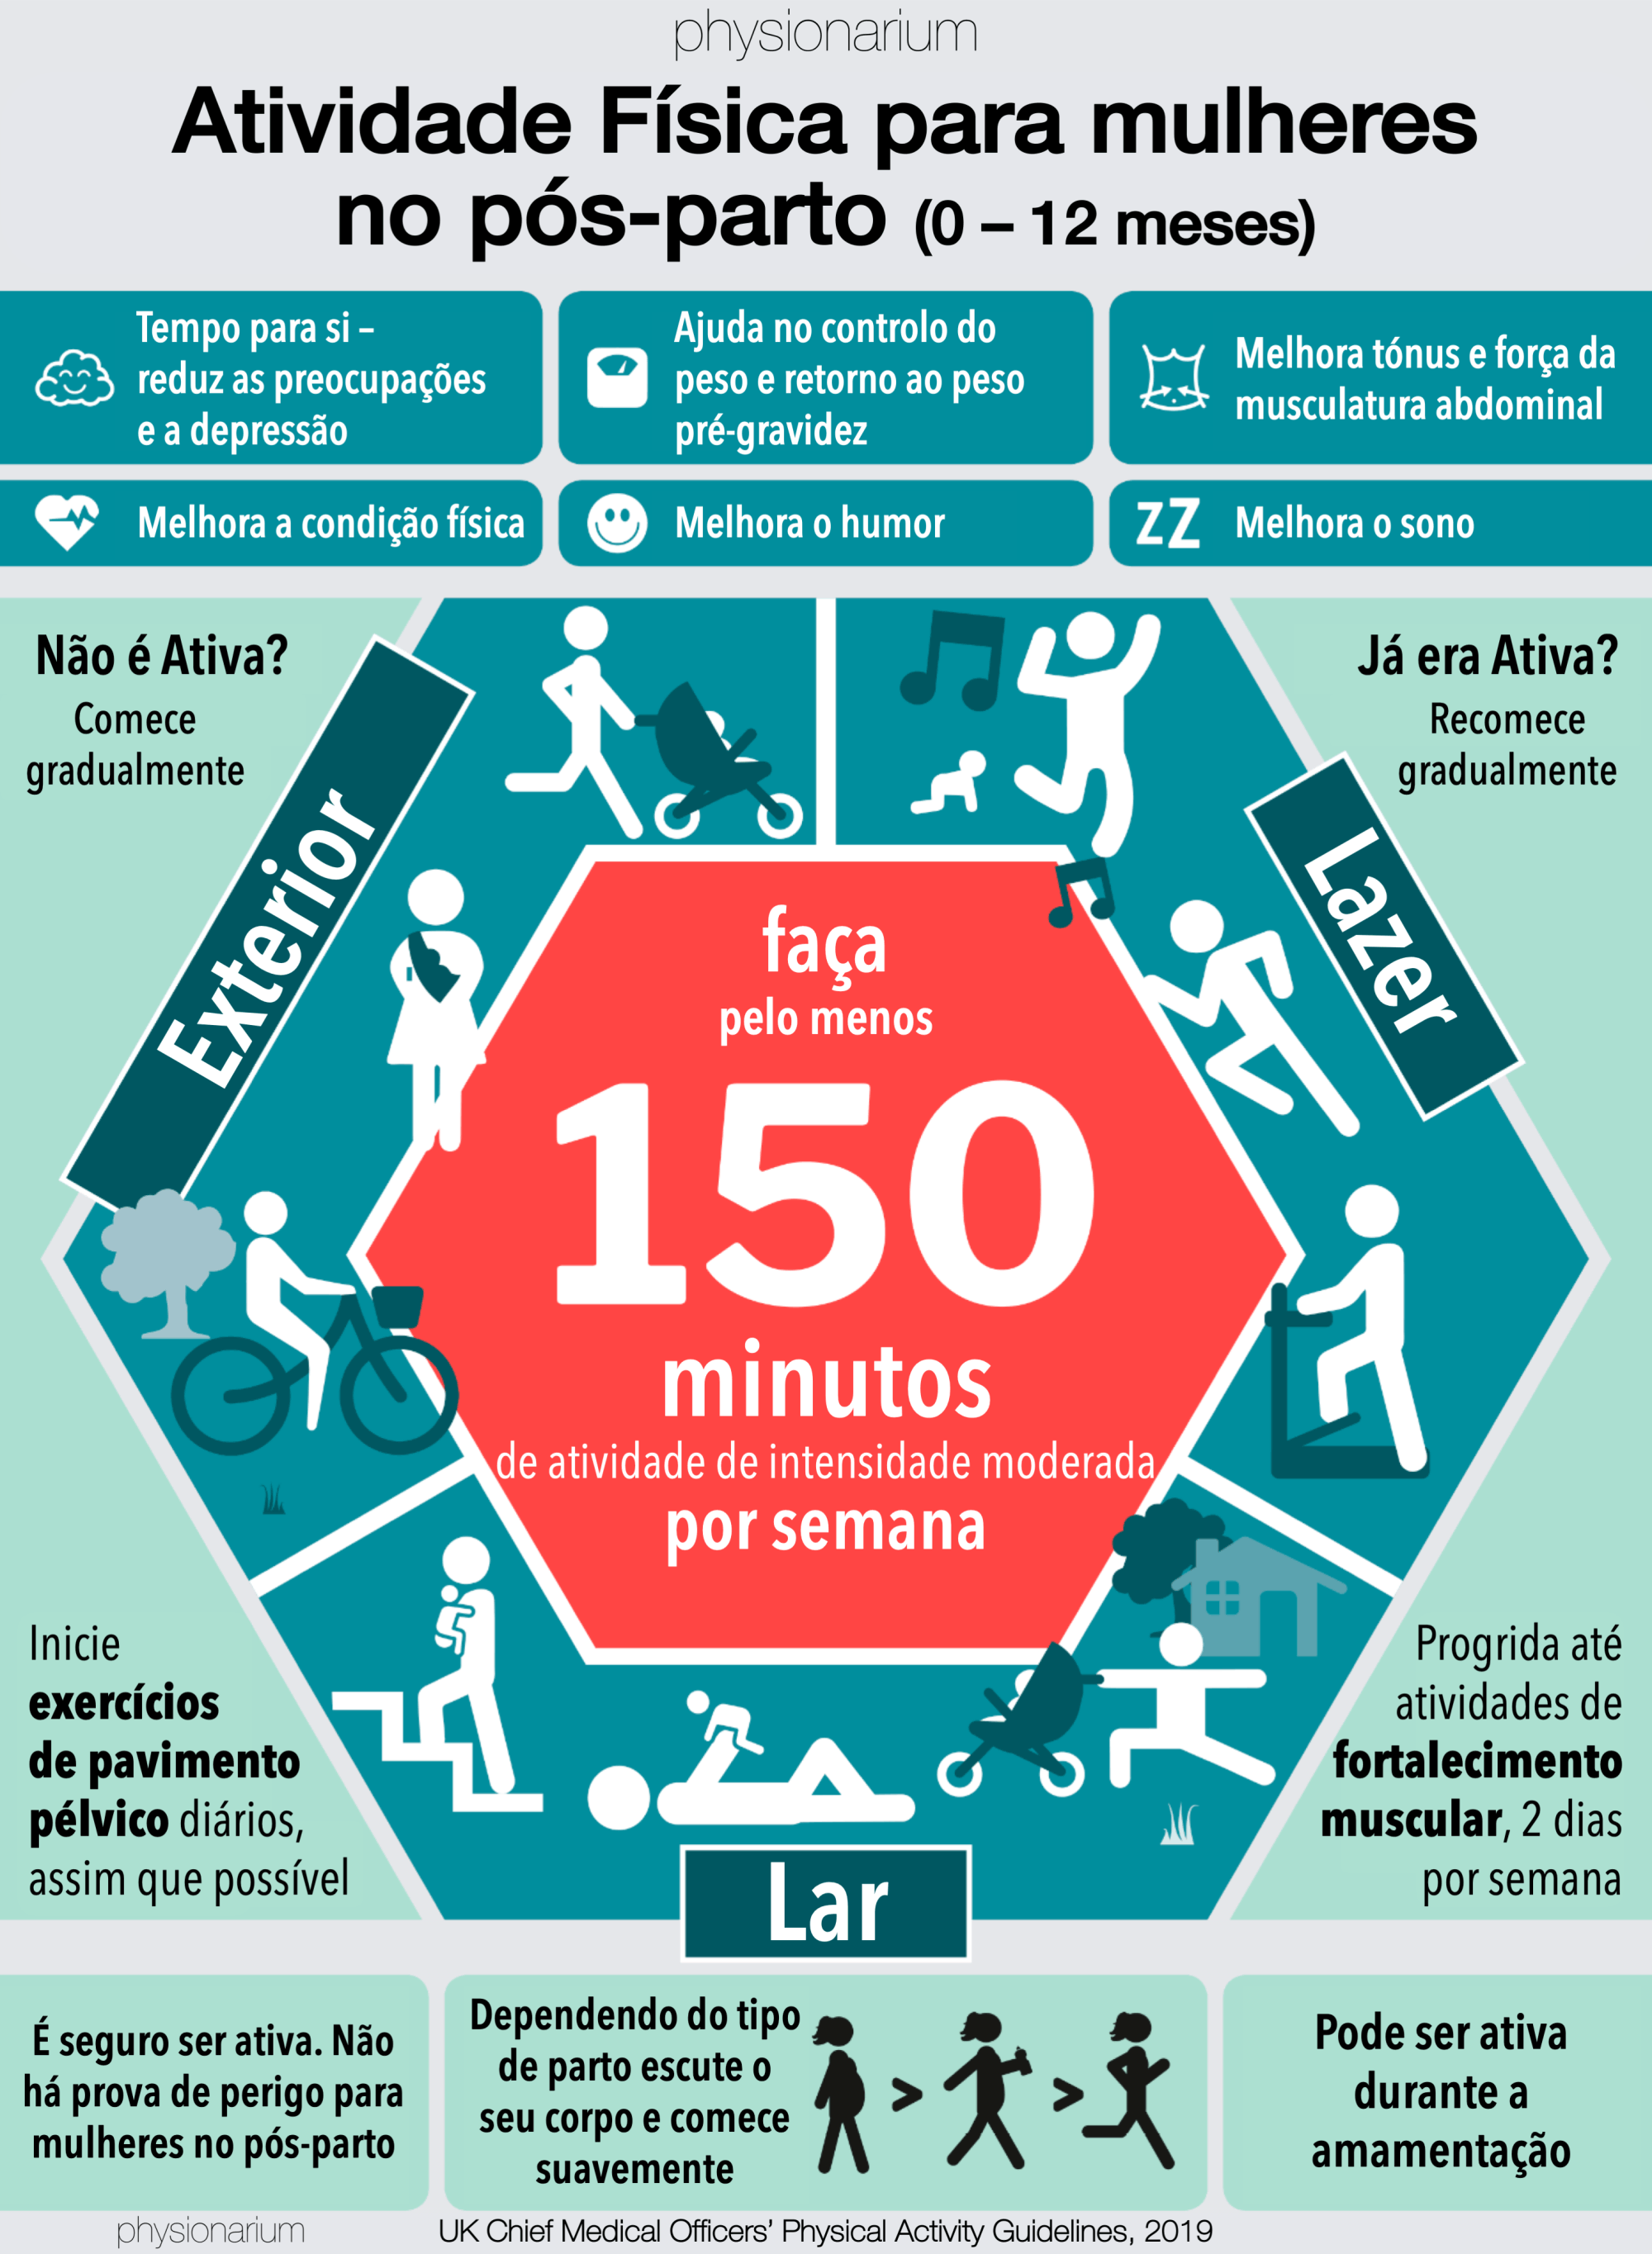 physionarium
Atividade Física para mulheres
no pós-parto (0 – 12 meses)
Tempo para si –
reduz as preocupações
e a depressão
Ajuda no controlo do
peso e retorno ao peso
pré-gravidez
Melhora tónus e força da
musculatura abdominal
Melhora a condição física
Melhora o humor
zZ Melhora o sono
Não é Ativa?
Comece
gradualmente
Já era Ativa?
Recomece
gradualmente
Exterior
Lazer
faça
pelo menos
150
minutos
de atividade de intensidade moderada
por semana
Inicie
exercícios
de pavimento
pélvico diários,
assim que possível
Progrida até
atividades de
fortalecimento
muscular, 2 dias
por semana
Lar
É seguro ser ativa. Não
há prova de perigo para
mulheres no pós-parto
Dependendo do tipo
de parto escute o
seu corpo e comece
suavemente
> >
Pode ser ativa
durante a
amamentação
physionarium
UK Chief Medical Officers’ Physical Activity Guidelines, 2019